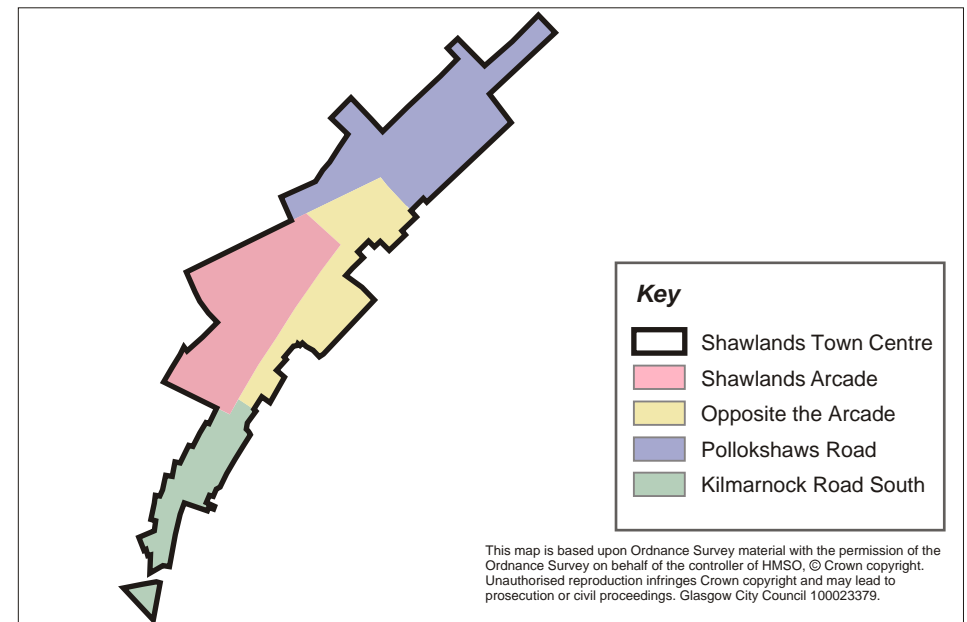 Key
Shawlands Town Centre
Shawlands Arcade
Opposite the Arcade
Pollokshaws Road
Kilmarnock Road South
This map is based upon Ordnance Survey material with the permission of the
Ordnance Survey on behalf of the controller of HMSO, © Crown copyright.
Unauthorised reproduction infringes Crown copyright and may lead to
prosecution or civil proceedings. Glasgow City Council 100023379.